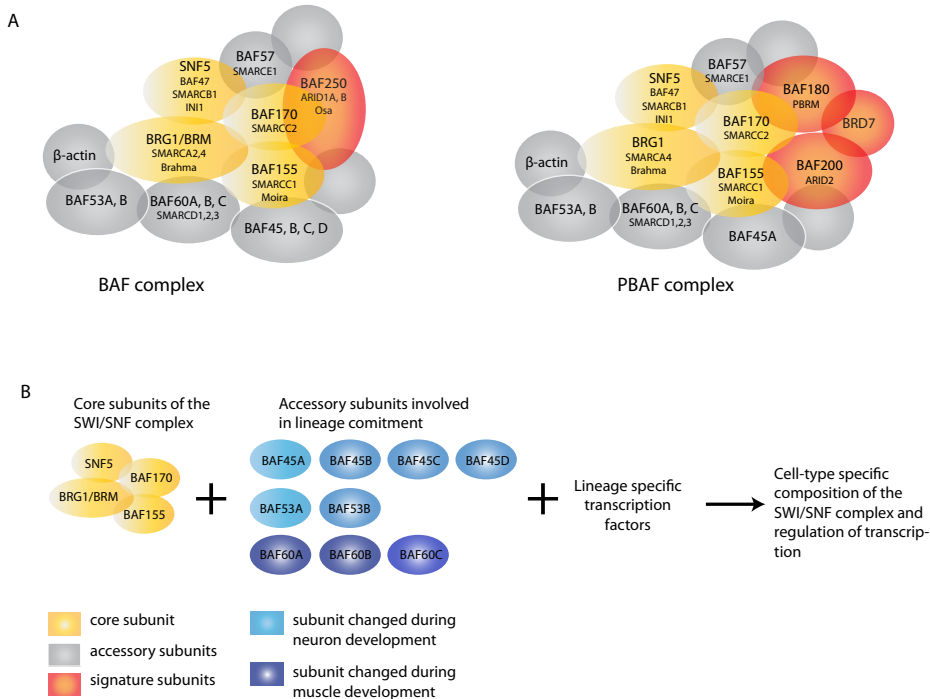 A
BAF57
SMARCE1
SNF5
BAF47
SMARCB1
INI1
BAF250
ARID1A, B
Osa
BAF170
SMARCC2
BRG1/BRM
SMARCA2,4
Brahma
β-actin
BAF155
SMARCC1
Moira
BAF53A, B
BAF60A, B, C
SMARCD1,2,3
BAF45, B, C, D
BAF complex
BAF57
SMARCE1
SNF5
BAF47
SMARCB1
INI1
BAF180
PBRM
BRD7
BAF170
SMARCC2
BRG1
SMARCA4
Brahma
β-actin
BAF155
SMARCC1
Moira
BAF200
ARID2
BAF53A, B
BAF60A, B, C
SMARCD1,2,3
BAF45A
PBAF complex
B
Core subunits of the
SWI/SNF complex
SNF5
BAF170
BRG1/BRM
BAF155
+
Accessory subunits involved
in lineage comitment
BAF45A BAF45B BAF45C BAF45D
BAF53A BAF53B
BAF60A BAF60B BAF60C
+
Lineage specific
transcription
factors
Cell-type specific
composition of the
SWI/SNF complex and
regulation of transcrip-
tion
core subunit
accessory subunits
signature subunits
subunit changed during
neuron development
subunit changed during
muscle development